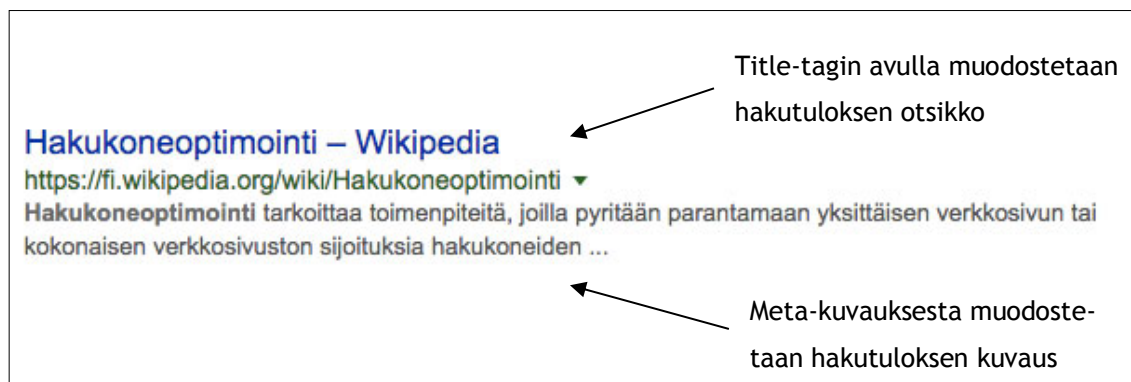 Title-tagin avulla muodostetaan
hakutuloksen otsikko
Hakukoneoptimointi – Wikipedia
https://fi.wikipedia.org/wiki/Hakukoneoptimointi
Hakukoneoptimointi tarkoittaa toimenpiteitä, joilla pyritään parantamaan yksittäisen verkkosivun tai
kokonaisen verkkosivuston sijoituksia hakukoneiden ...
Meta-kuvauksesta muodoste-
taan hakutuloksen kuvaus